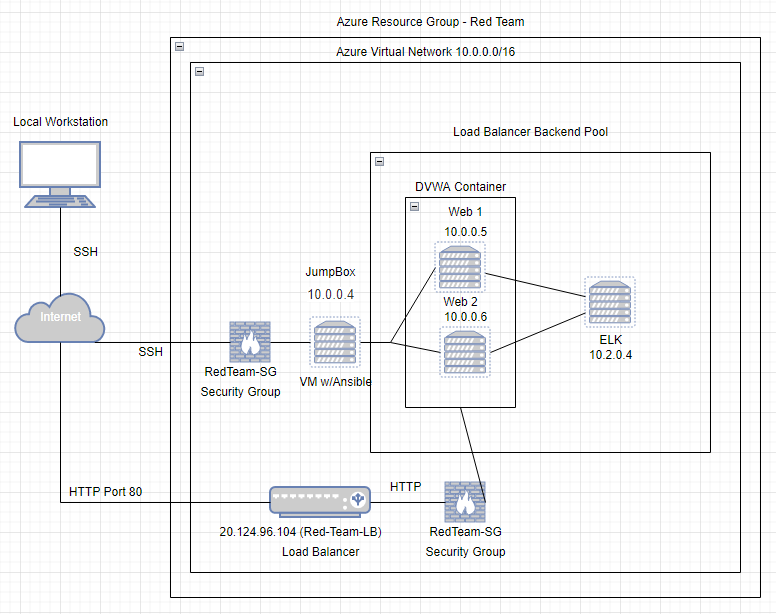 Azure Resource Group - Red Team
Azure Virtual Network 10.0.0.0/16
Local Workstation
Load Balancer Backend Pool
DVWA Container
Web 1
10.0.0.5
SSH
JumpBox
10.0.0.4
Web 2
10.0.0.6
Internet
SSH
ELK
10.2.0.4
RedTeam-SG
Security Group
VM w/Ansible
HTTP Port 80
HTTP
20.124.96.104 (Red-Team-LB)
Load Balancer
RedTeam-SG
Security Group